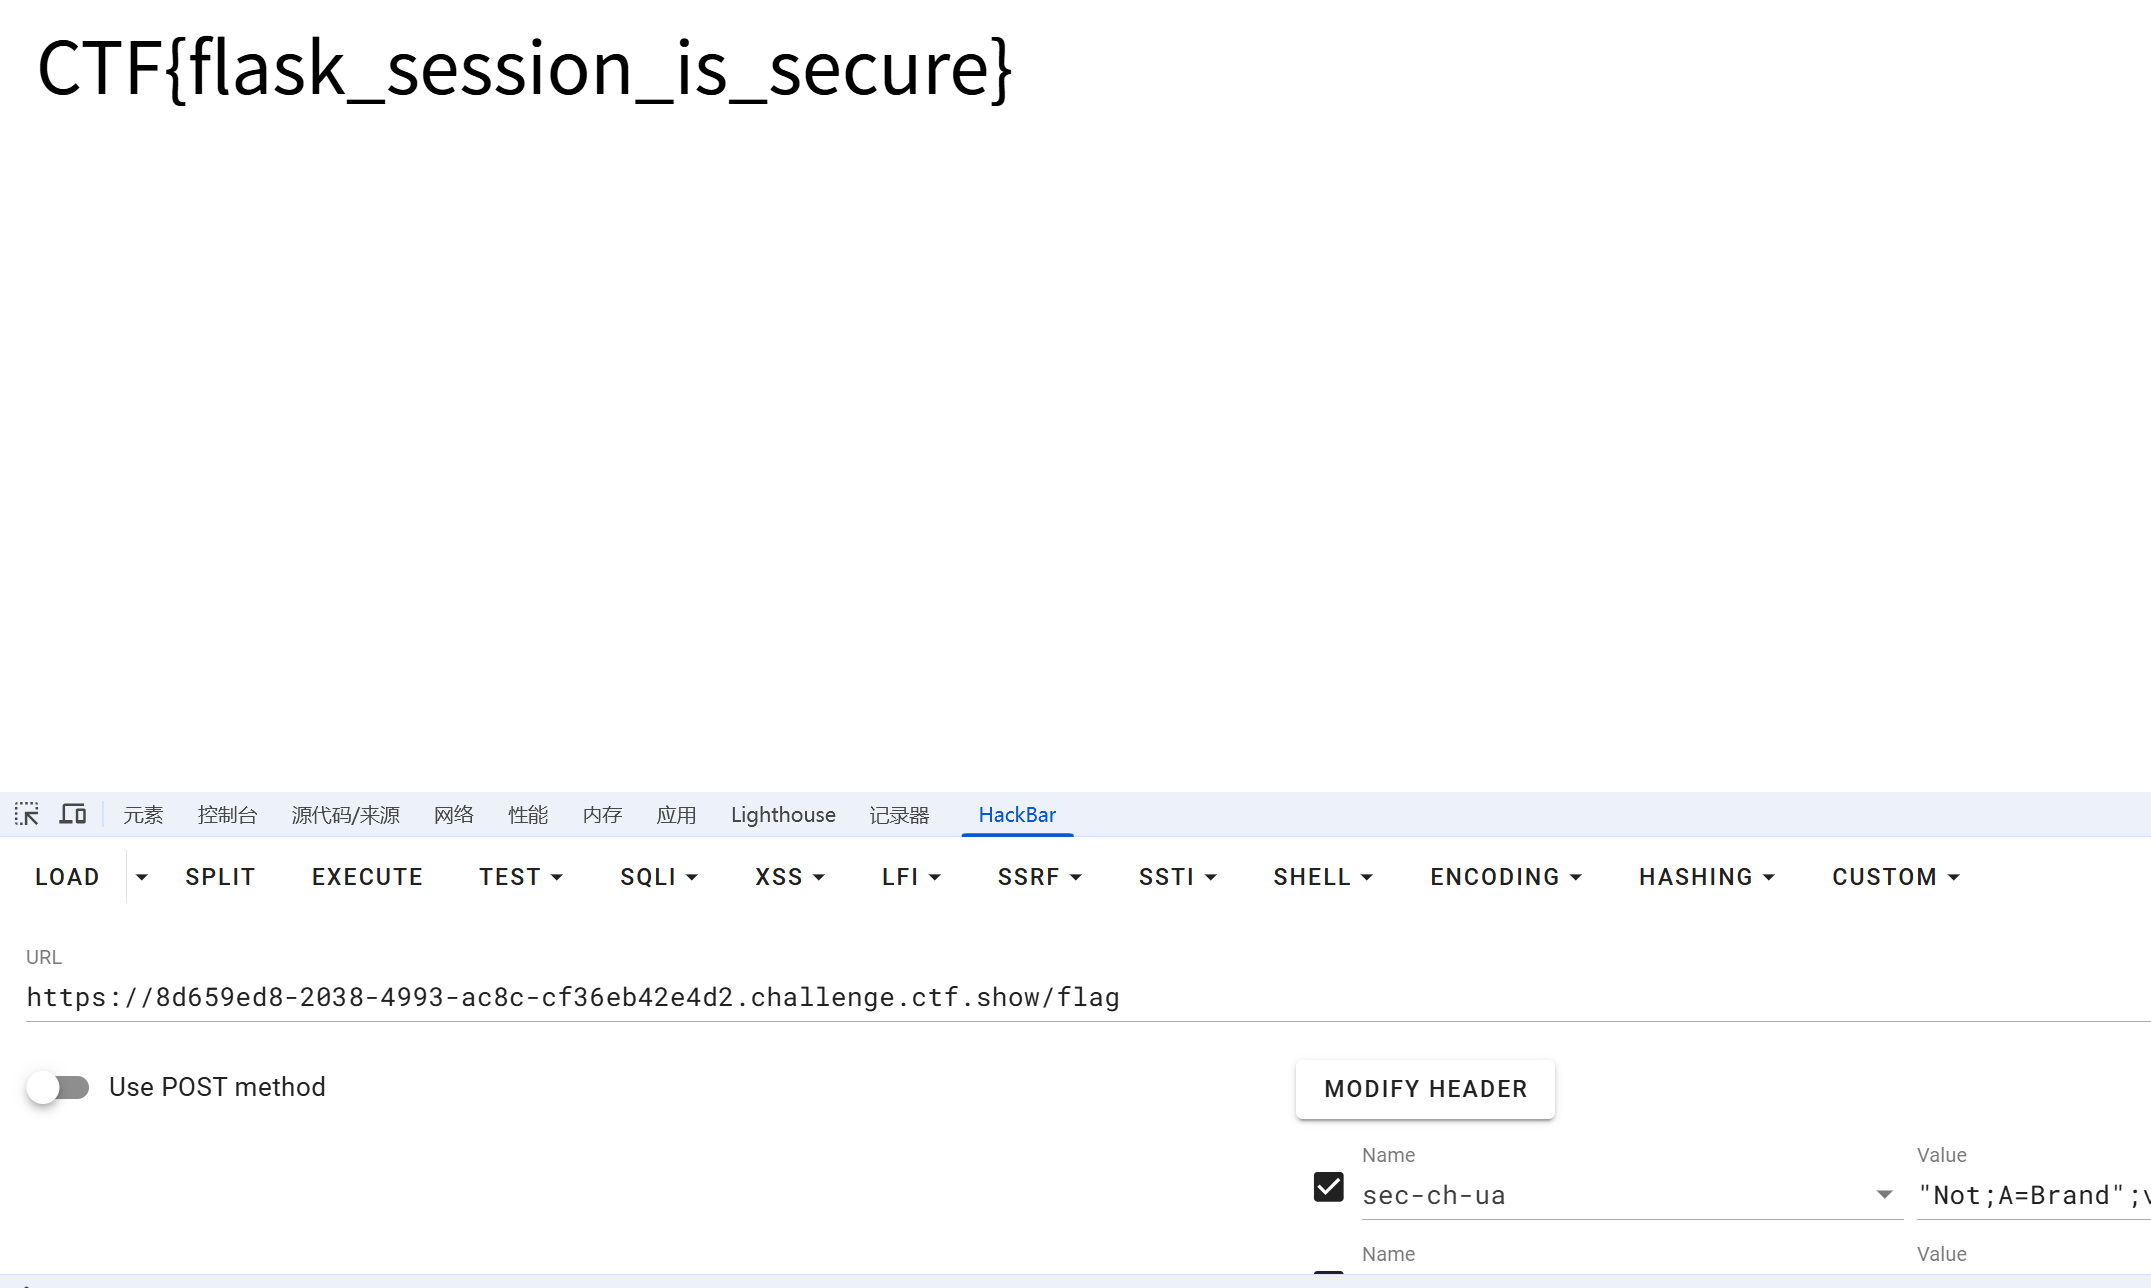 CTF{flask_session_is_secure}
元素 控制台 源代码/来源 网络 性能 内存 应用 Lighthouse 记录器 HackBar
LOAD SPLIT EXECUTE TEST SQLI XSS LFI SSRF SSTI SHELL ENCODING HASHING CUSTOM
URL
https://8d659ed8-2038-4993-ac8c-cf36eb42e4d2.challenge.ctf.show/flag
Use POST method MODIFY HEADER
Name Value
sec-ch-ua "Not;A=Brand";v
Name Value